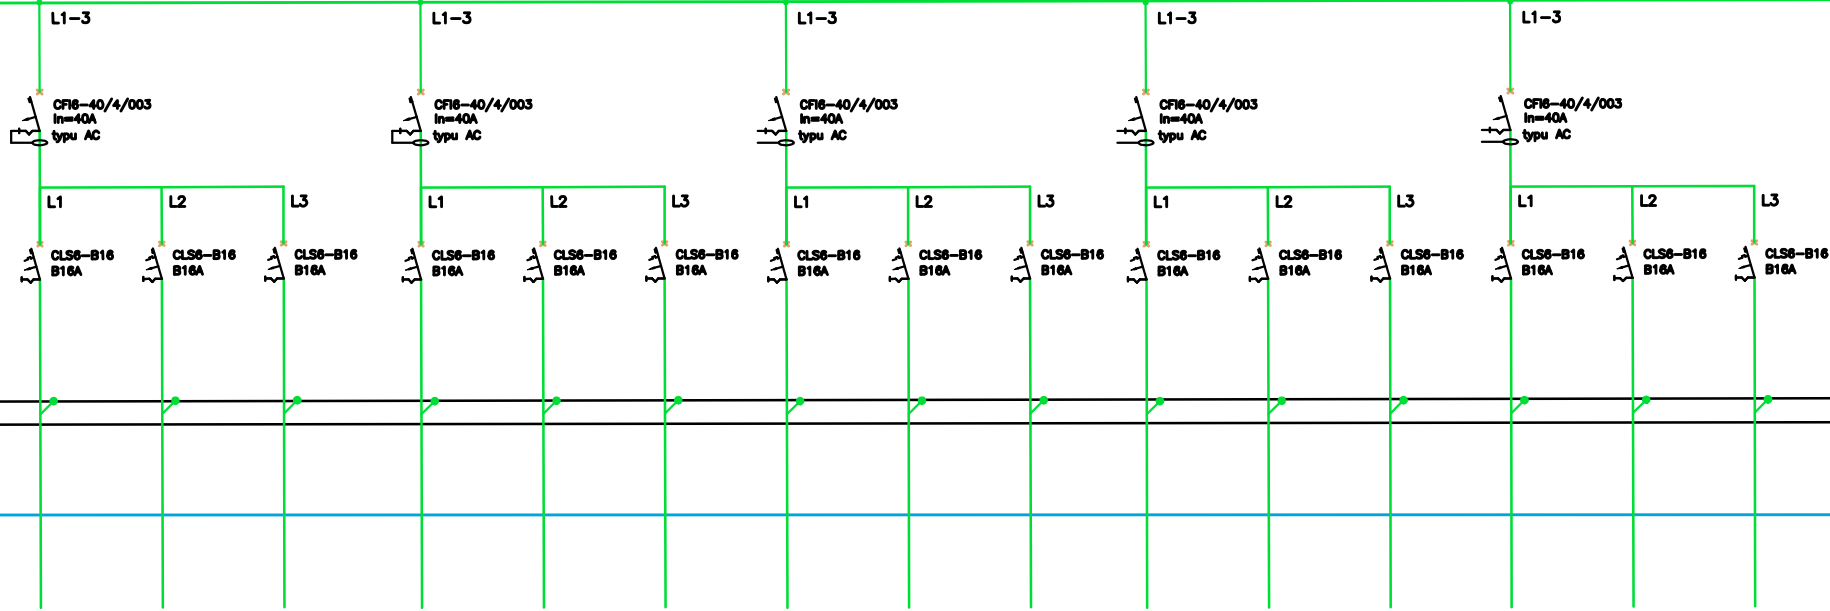 L1-3
L1-3
L1-3
L1-3
L1-3
CFI6-40/4/003
In=40A
typu AC
CFI6-40/4/003
In=40A
typu AC
CFI6-40/4/003
In=40A
typu AC
CFI6-40/4/003
In=40A
typu AC
CFI6-40/4/003
In=40A
typu AC
L1
L2
L3
L1
L2
L3
L1
L2
L3
L1
L2
L3
L1
L2
L3
CLS6-B16
B16A
CLS6-B16
B16A
CLS6-B16
B16A
CLS6-B16
B16A
CLS6-B16
B16A
CLS6-B16
B16A
CLS6-B16
B16A
CLS6-B16
B16A
CLS6-B16
B16A
CLS6-B16
B16A
CLS6-B16
B16A
CLS6-B16
B16A
CLS6-B16
B16A
CLS6-B16
B16A
CLS6-B16
B16A